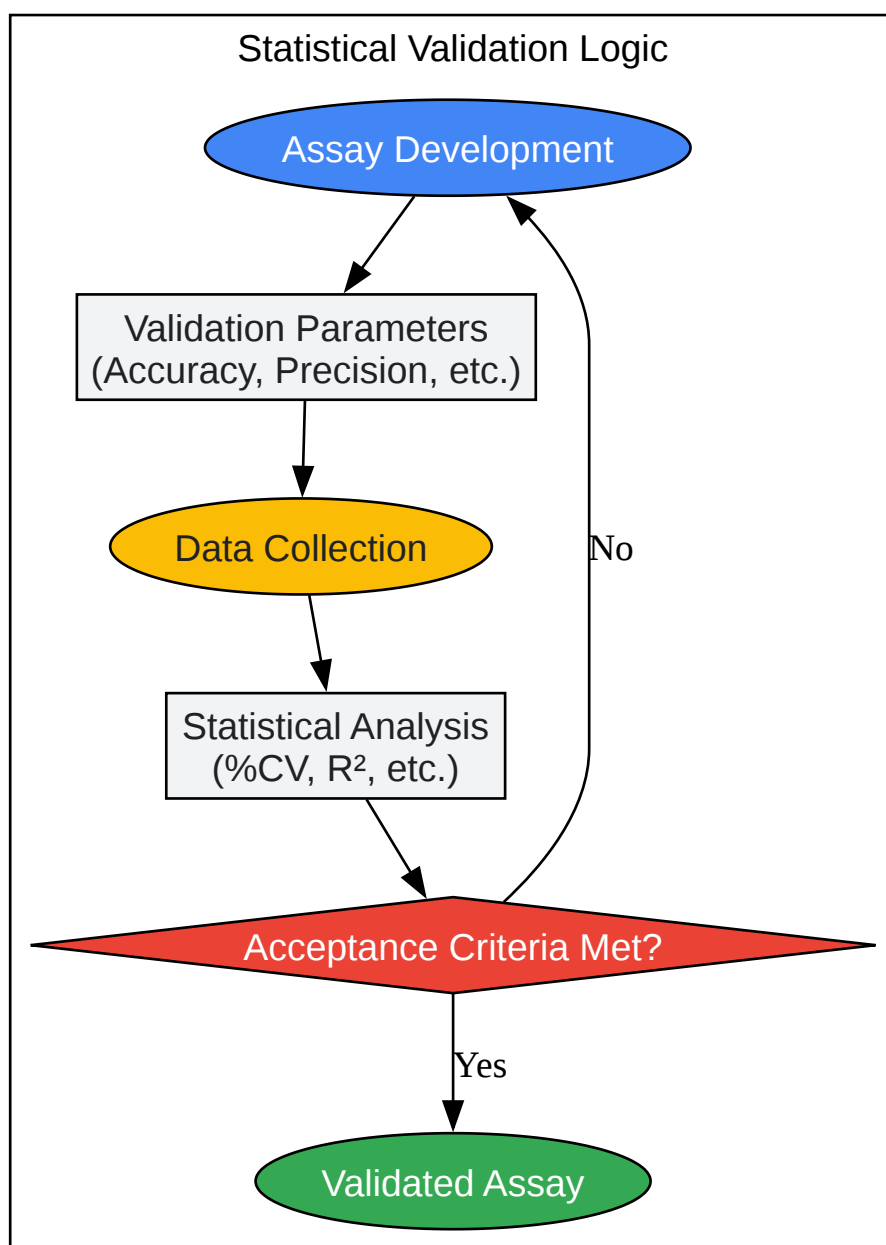 Statistical Validation Logic
Assay Development
Validation Parameters
(Accuracy, Precision, etc.)
Data Collection
No
Statistical Analysis
(%CV, R², etc.)
Acceptance Criteria Met?
Yes
Validated Assay